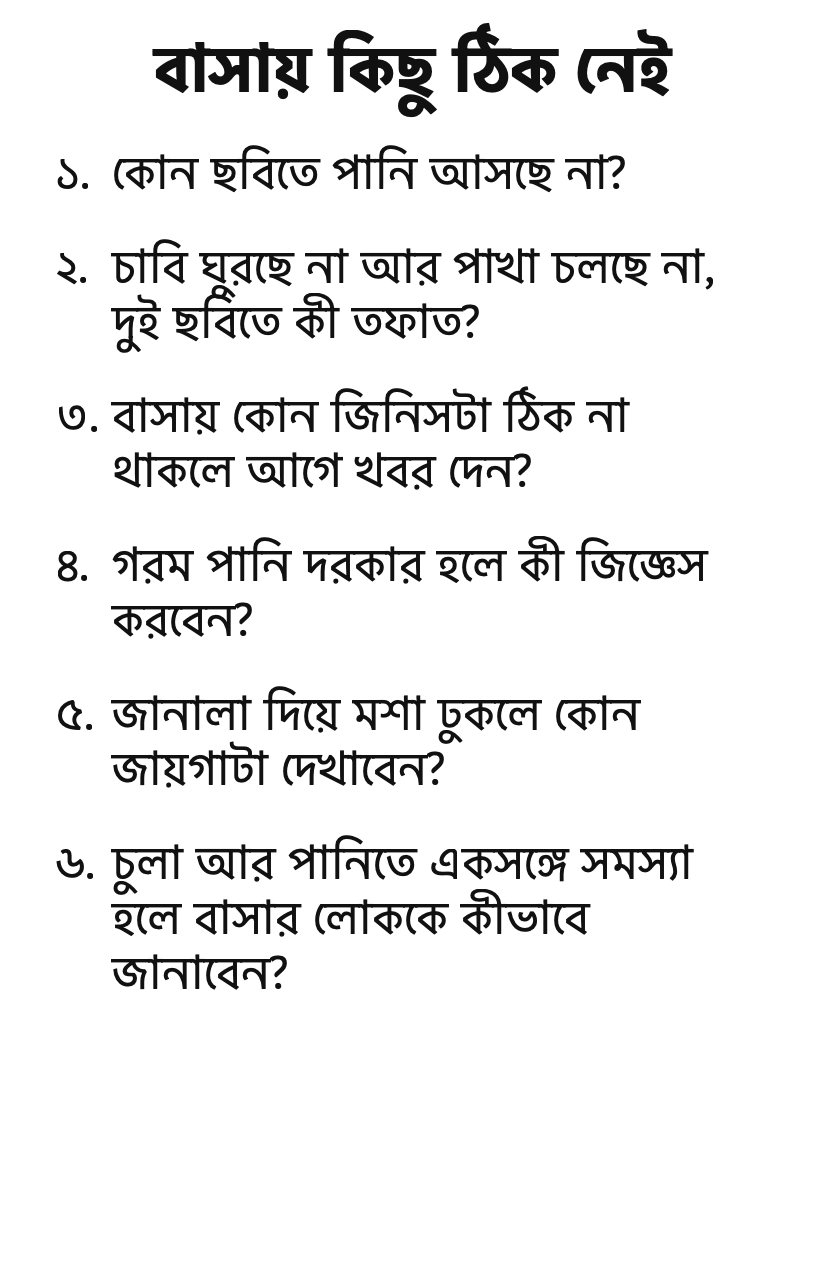 বাসায় কিছু ঠিক নেই
১. কোন ছবিতে পানি আসছে না?
২. চাবি ঘুরছে না আর পাখা চলছে না,
দুই ছবিতে কী তফাত?
৩. বাসায় কোন জিনিসটা ঠিক না
থাকলে আগে খবর দেন?
৪. গরম পানি দরকার হলে কী জিজ্ঞেস
করবেন?
৫. জানালা দিয়ে মশা ঢুকলে কোন
জায়গাটা দেখাবেন?
৬. চুলা আর পানিতে একসঙ্গে সমস্যা
হলে বাসার লোককে কীভাবে
জানাবেন?